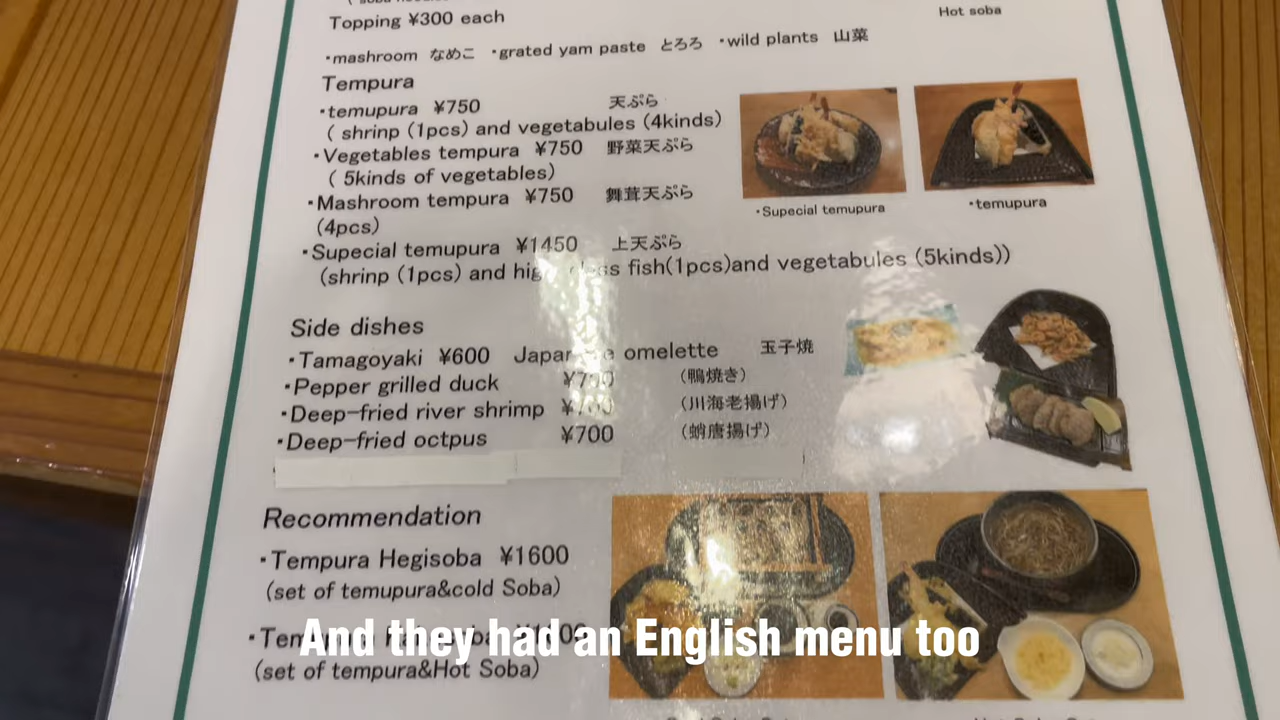 Topping ¥300 each
Hot soba
・mashroom なめこ ・grated yam paste とろろ ・wild plants 山菜
Tempura
・temupura ¥750 天ぷら
( shrinp (1pcs) and vegetabules (4kinds)
・Vegetables tempura ¥750 野菜天ぷら
( 5kinds of vegetables)
・Mashroom tempura ¥750 舞茸天ぷら
(4pcs)
・Supecial temupura ・temupura
・Supecial temupura ¥1450 上天ぷら
(shrinp (1pcs) and fish(1pcs)and vegetabules (5kinds))
Side dishes
・Tamagoyaki ¥600 omelette 玉子焼
・Pepper grilled duck (鴨焼き)
・Deep-fried river shrimp (川海老揚げ)
・Deep-fried octpus ¥700 (蛸唐揚げ)
Recommendation
・Tempura Hegisoba ¥1600
(set of temupura&cold Soba)
And they had an English menu too
(set of tempura&Hot Soba)